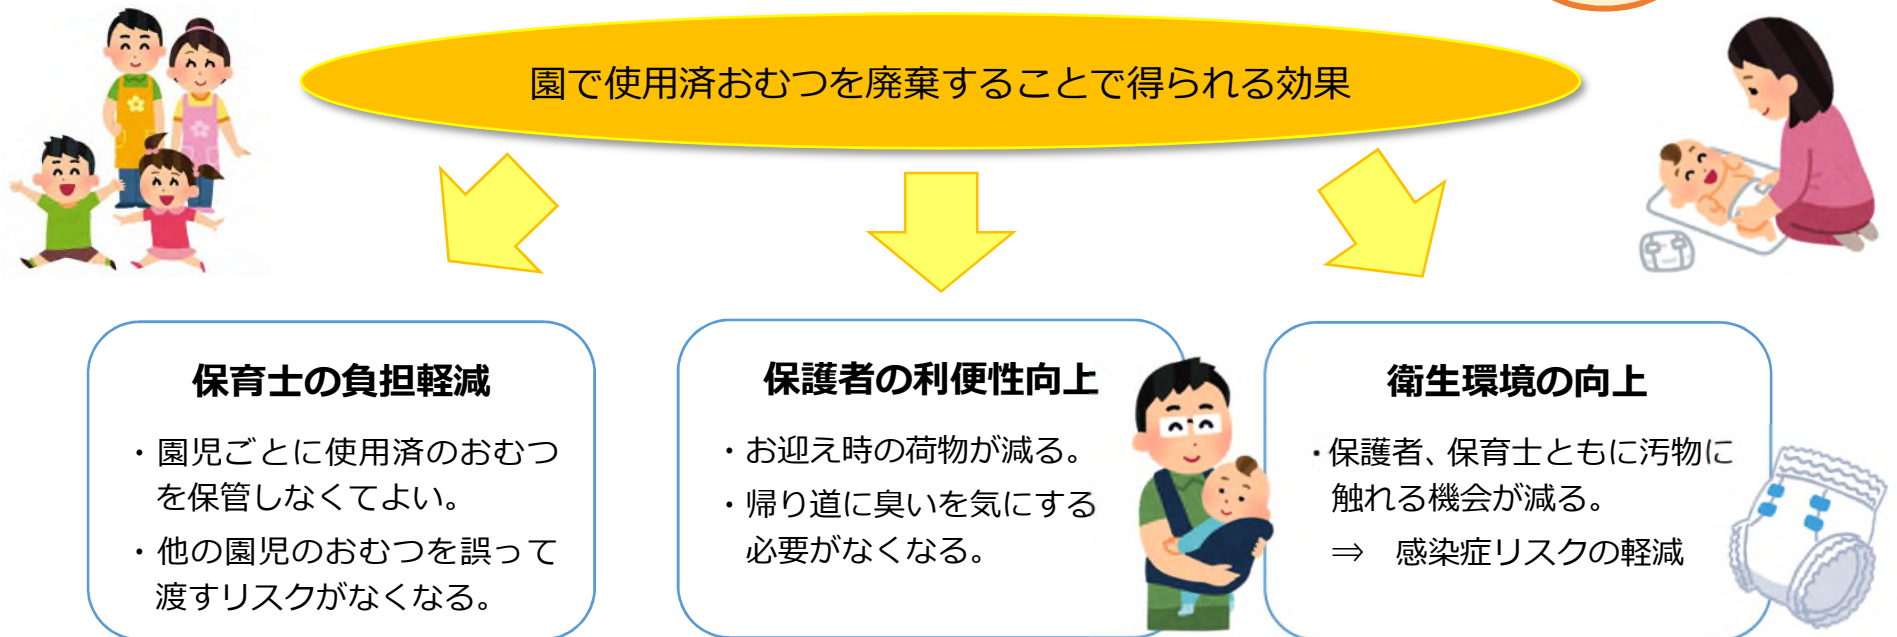 園で使用済おむつを廃棄することで得られる効果
保育士の負担軽減
・園児ごとに使用済のおむつ
を保管しなくてよい。
・他の園児のおむつを誤って
渡すリスクがなくなる。
保護者の利便性向上
・お迎え時の荷物が減る。
・帰り道に臭いを気にする
必要がなくなる。
衛生環境の向上
・保護者、保育士ともに汚物に
触れる機会が減る。
⇒ 感染症リスクの軽減